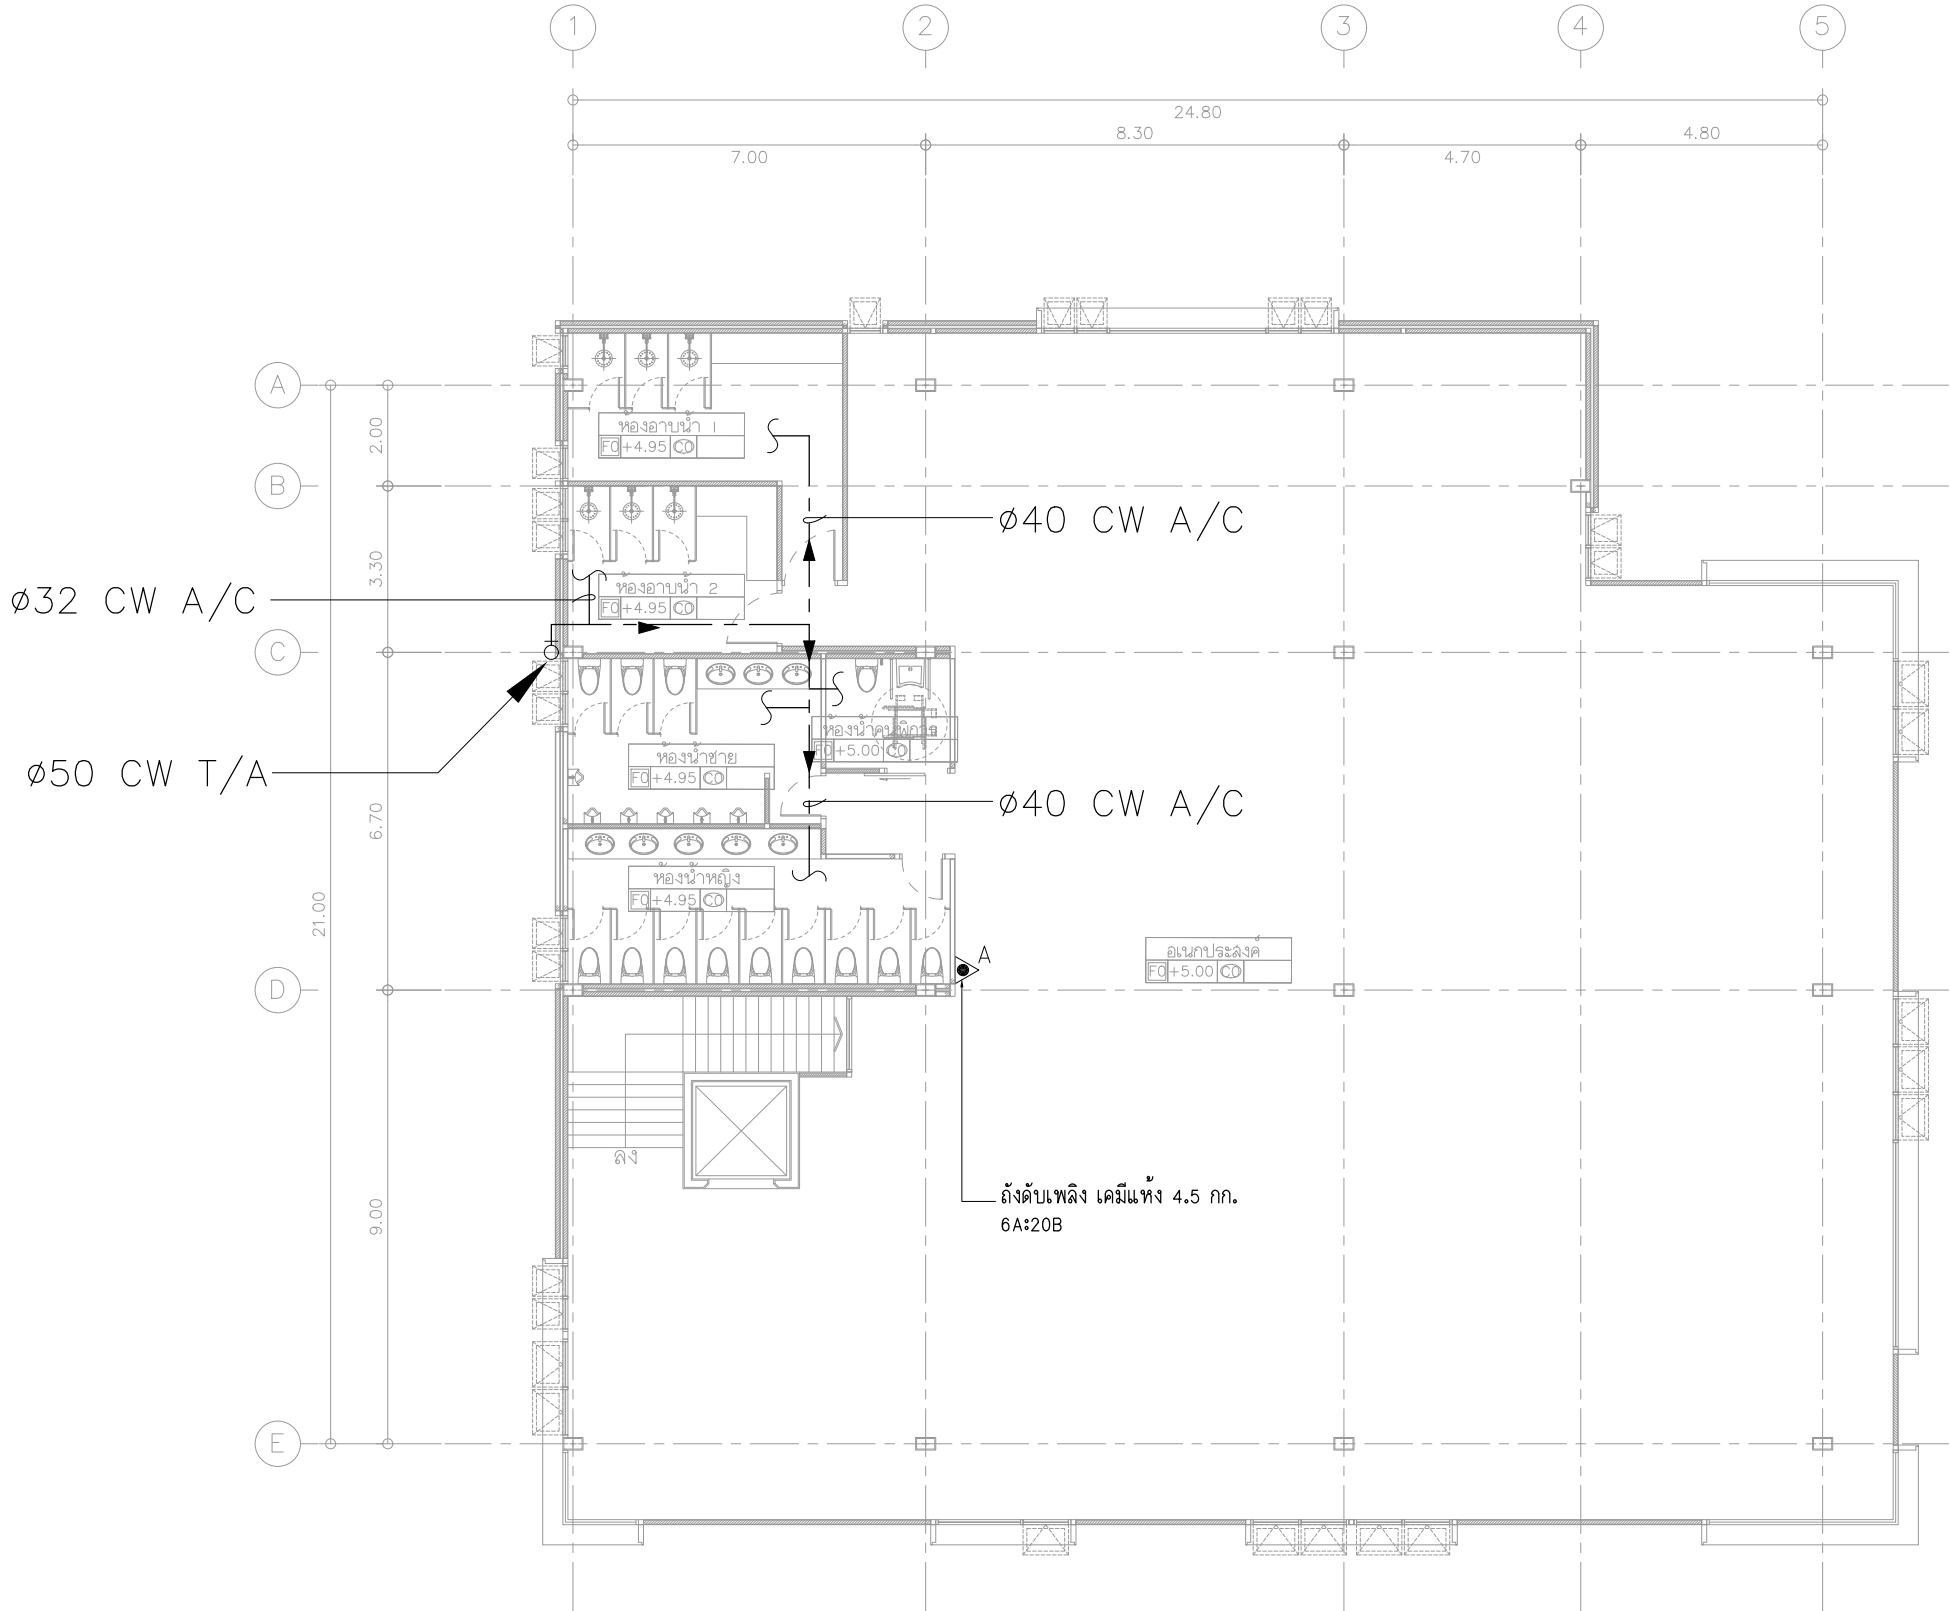 1
2
3
4
5
24.80
7.00
8.30
4.70
4.80
A
2.00
ห้องอาบน้ำ 1
F0 +4.95 C0
B
ø40 CW A/C
3.30
ø32 CW A/C
ห้องอาบน้ำ 2
F0 +4.95 C0
C
ห้องน้ำคนพิการ
F0 +5.00 C0
ห้องน้ำชาย
F0 +4.95 C0
ø50 CW T/A
ø40 CW A/C
6.70
ห้องน้ำหญิง
F0 +4.95 C0
21.00
A
อเนกประสงค์
F0 +5.00 C0
D
ลง
9.00
ถังดับเพลิง เคมีแห้ง 4.5 กก.
6A:20B
E